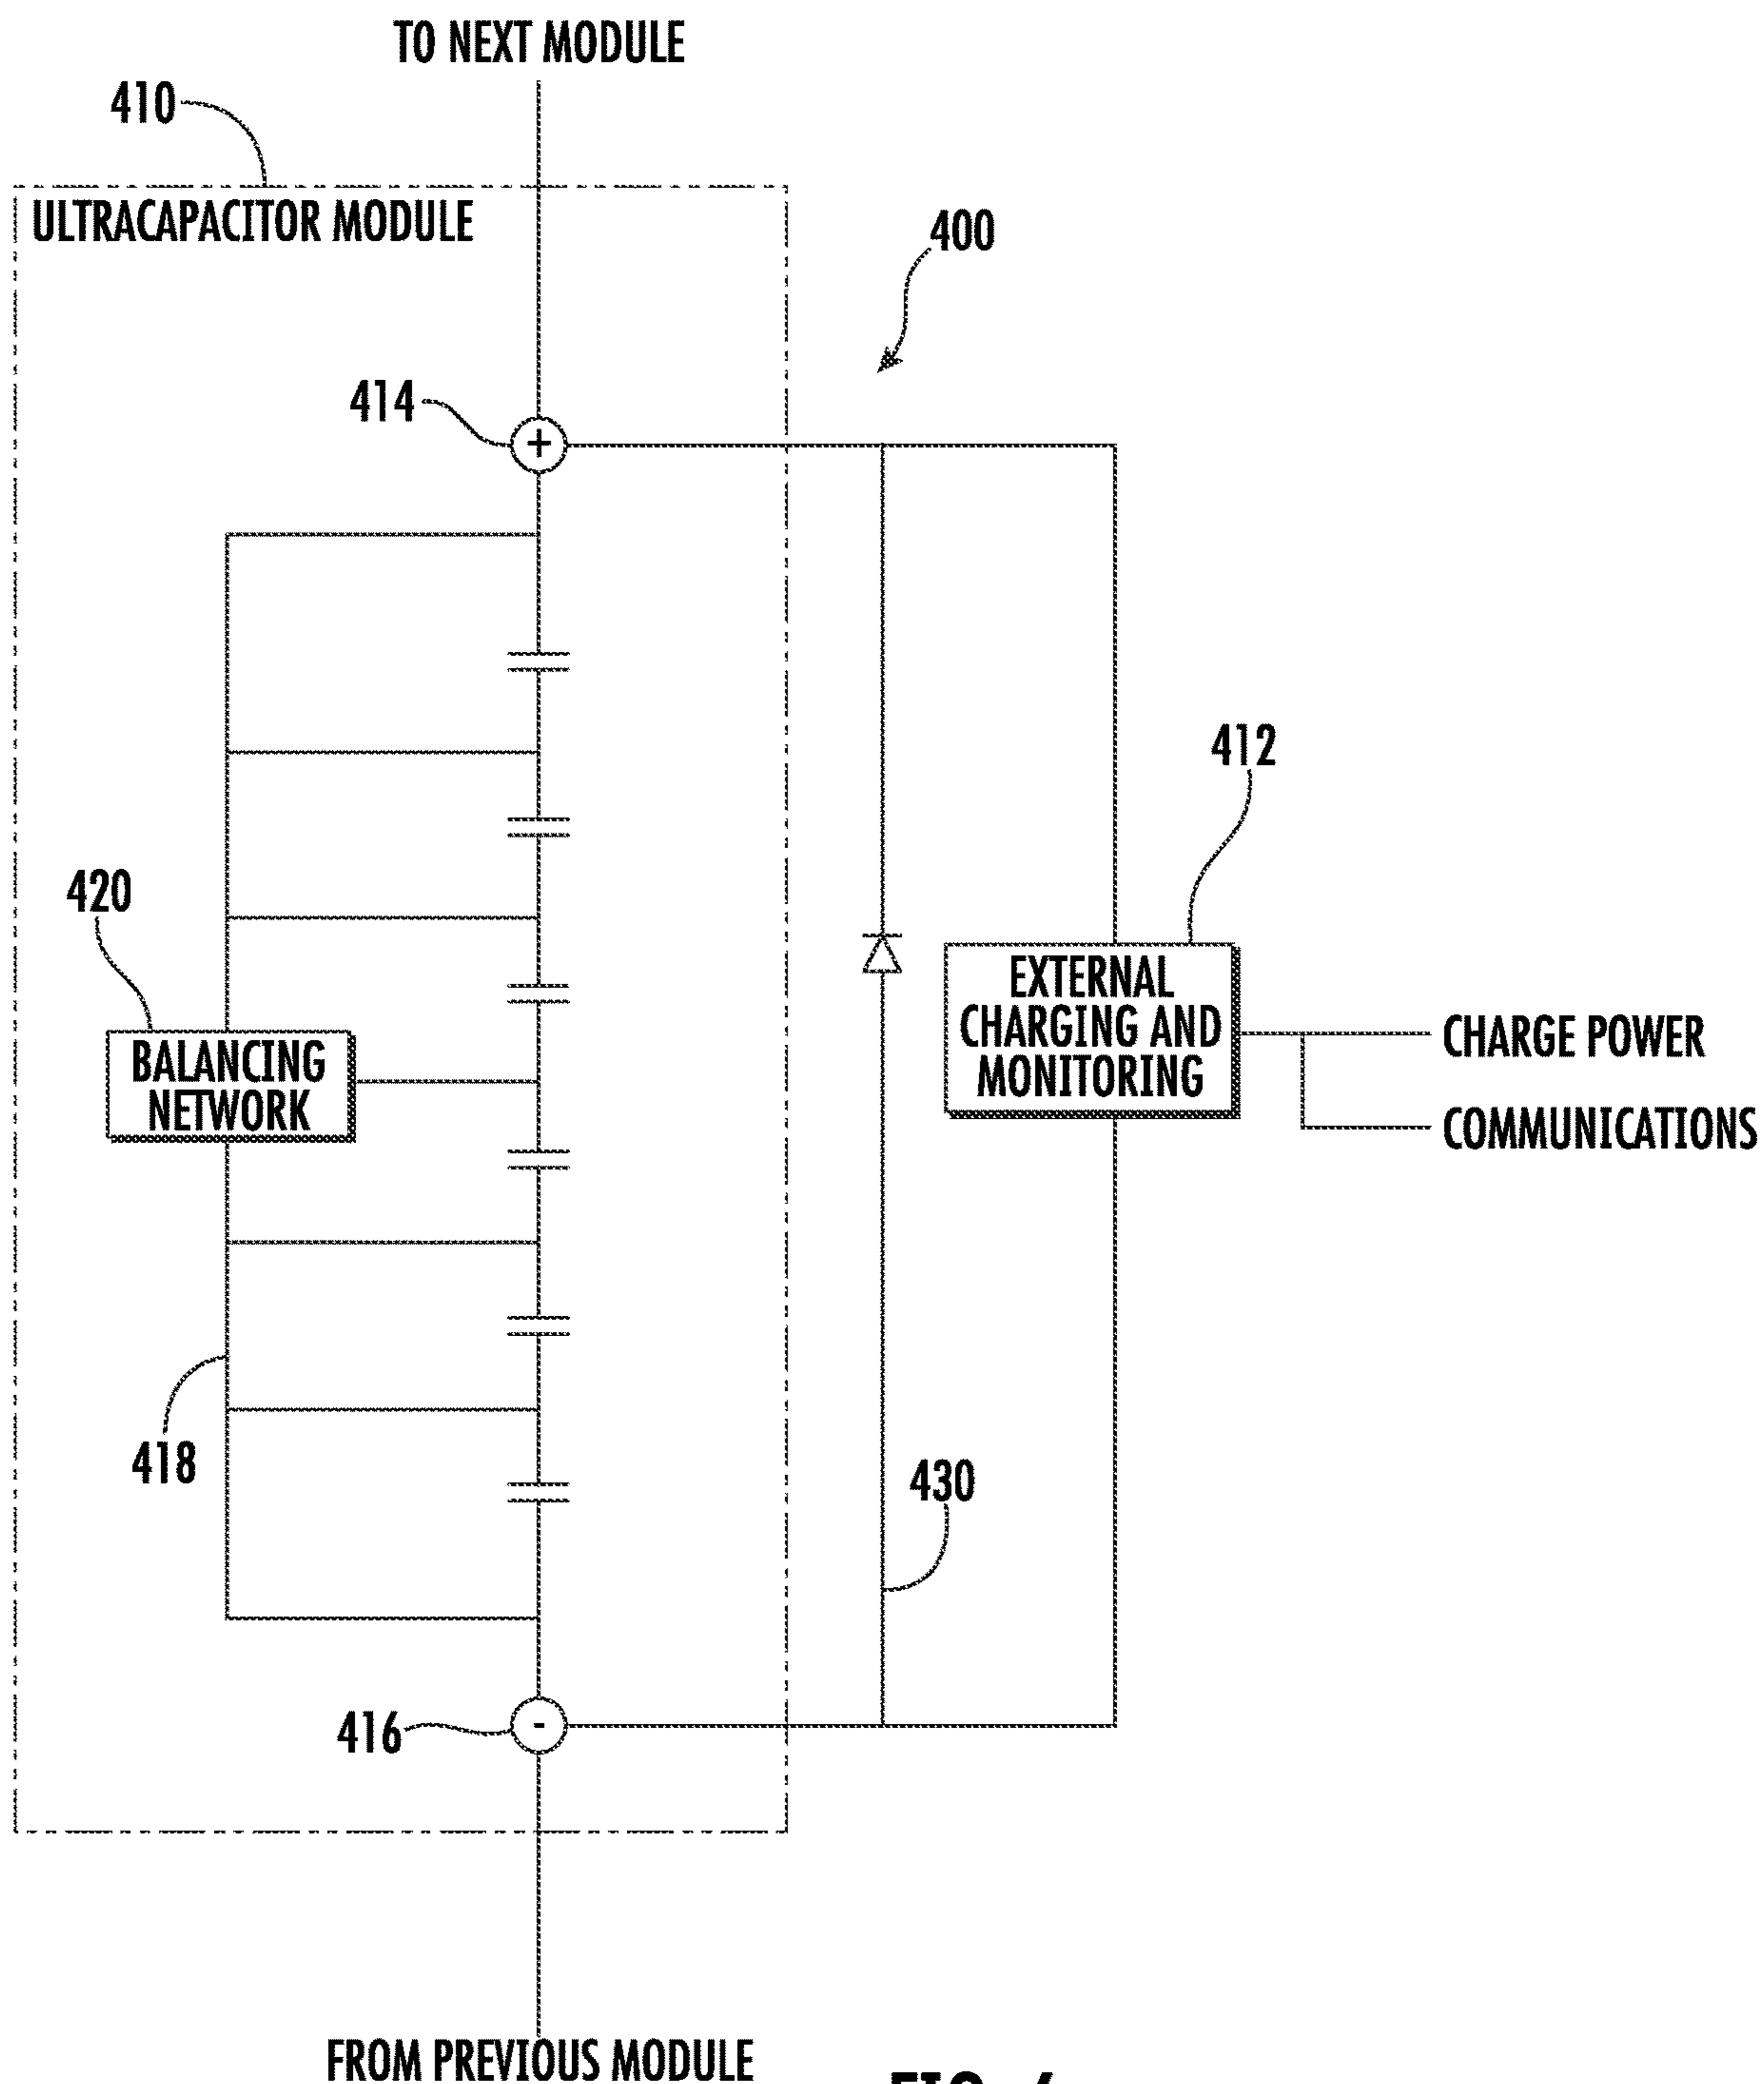 TO NEXT MODULE
410
ULTRACAPACITOR MODULE
400
414
+
412
420
EXTERNAL
CHARGING AND
MONITORING
BALANCING
NETWORK
CHARGE POWER
COMMUNICATIONS
418
430
416
-
FROM PREVIOUS MODULE